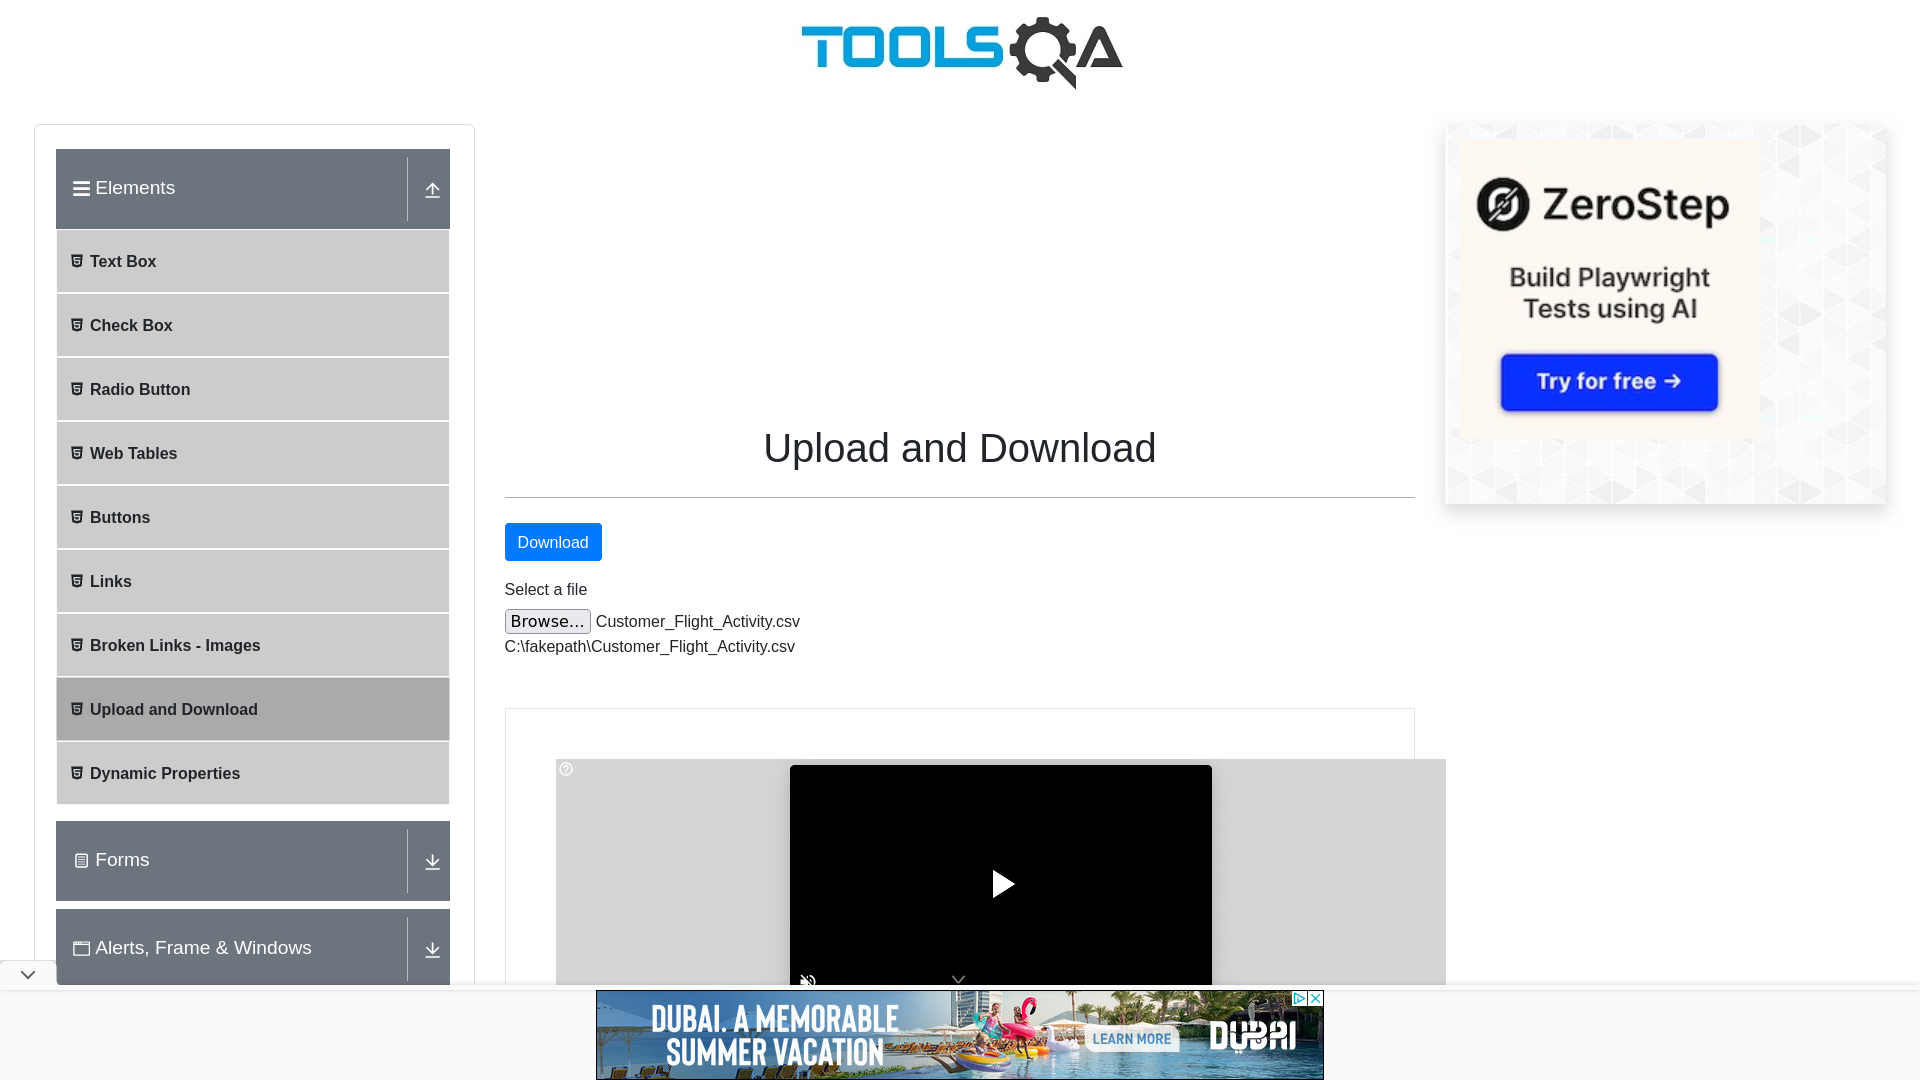 TOOLSQA
Elements
Text Box
Check Box
Radio Button
Web Tables
Buttons
Links
Broken Links - Images
Upload and Download
Dynamic Properties
Forms
Alerts, Frame & Windows
Upload and Download
Download
Select a file
Browse... Customer_Flight_Activity.csv
C:\fakepath\Customer_Flight_Activity.csv
ZeroStep
Build Playwright
Tests using AI
Try for free →
DUBAI. A MEMORABLE
SUMMER VACATION
LEARN MORE
DUBAI